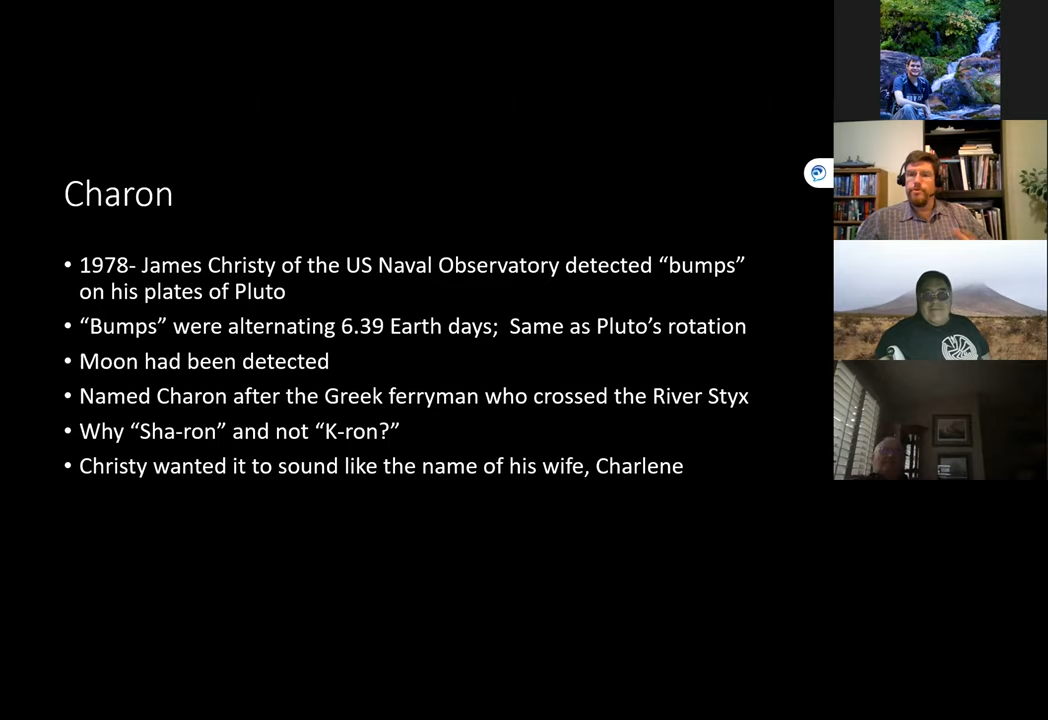 Charon
• 1978- James Christy of the US Naval Observatory detected “bumps”
on his plates of Pluto
• “Bumps” were alternating 6.39 Earth days;  Same as Pluto’s rotation
• Moon had been detected
• Named Charon after the Greek ferryman who crossed the River Styx
• Why “Sha-ron” and not “K-ron?”
• Christy wanted it to sound like the name of his wife, Charlene